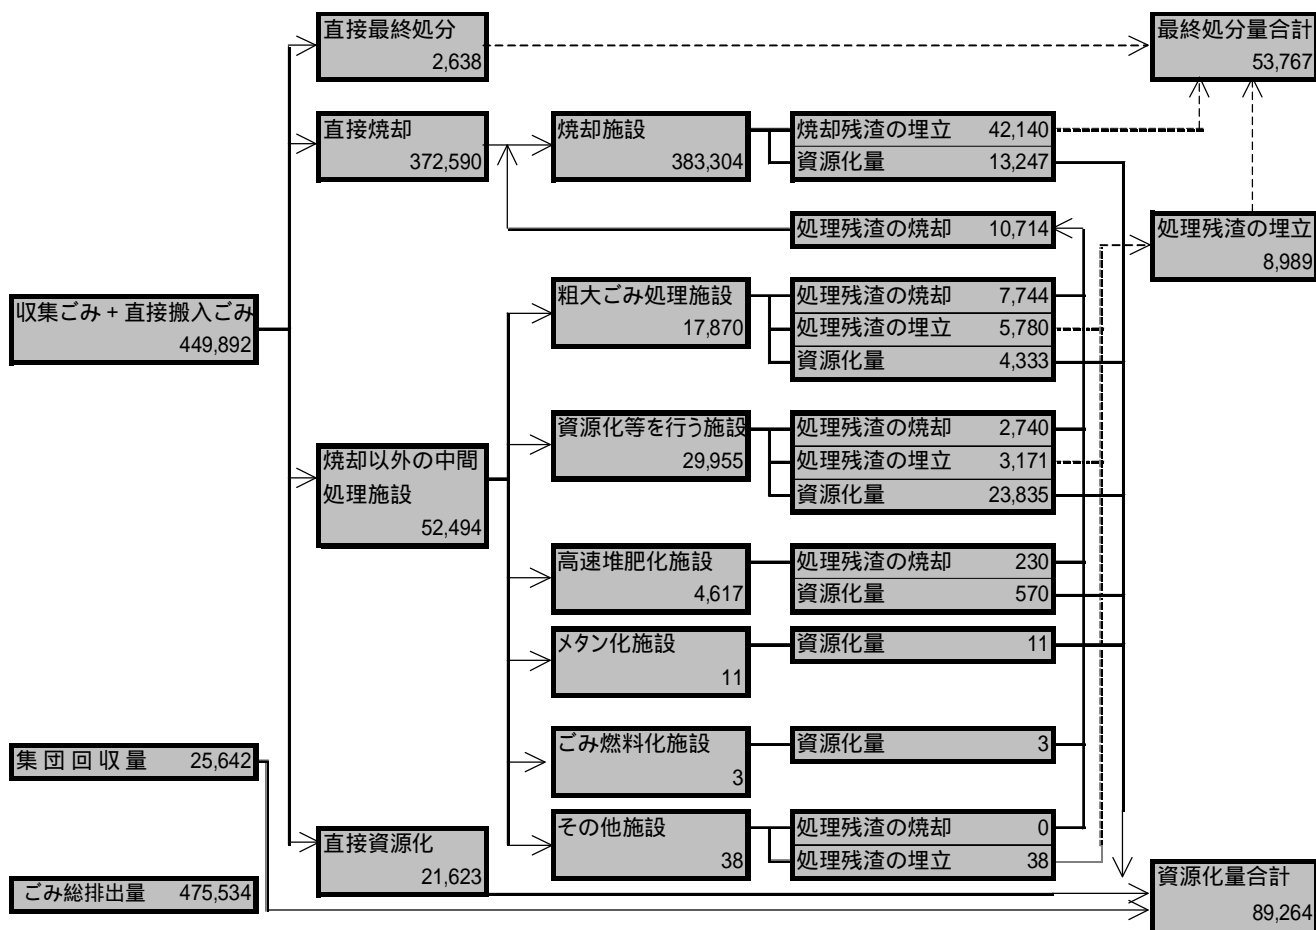 直接最終処分
2,638
最終処分量合計
53,767
直接焼却
372,590
焼却施設
383,304
焼却残渣の埋立 42,140
資源化量 13,247
処理残渣の焼却 10,714
処理残渣の埋立
8,989
収集ごみ + 直接搬入ごみ
449,892
粗大ごみ処理施設
17,870
処理残渣の焼却 7,744
処理残渣の埋立 5,780
資源化量 4,333
焼却以外の中間
処理施設
52,494
資源化等を行う施設
29,955
処理残渣の焼却 2,740
処理残渣の埋立 3,171
資源化量 23,835
高速堆肥化施設
4,617
処理残渣の焼却 230
資源化量 570
メタン化施設
11
資源化量 11
ごみ燃料化施設
3
資源化量 3
集団回収量 25,642
その他施設
38
処理残渣の焼却 0
処理残渣の埋立 38
直接資源化
21,623
ごみ総排出量 475,534
資源化量合計
89,264